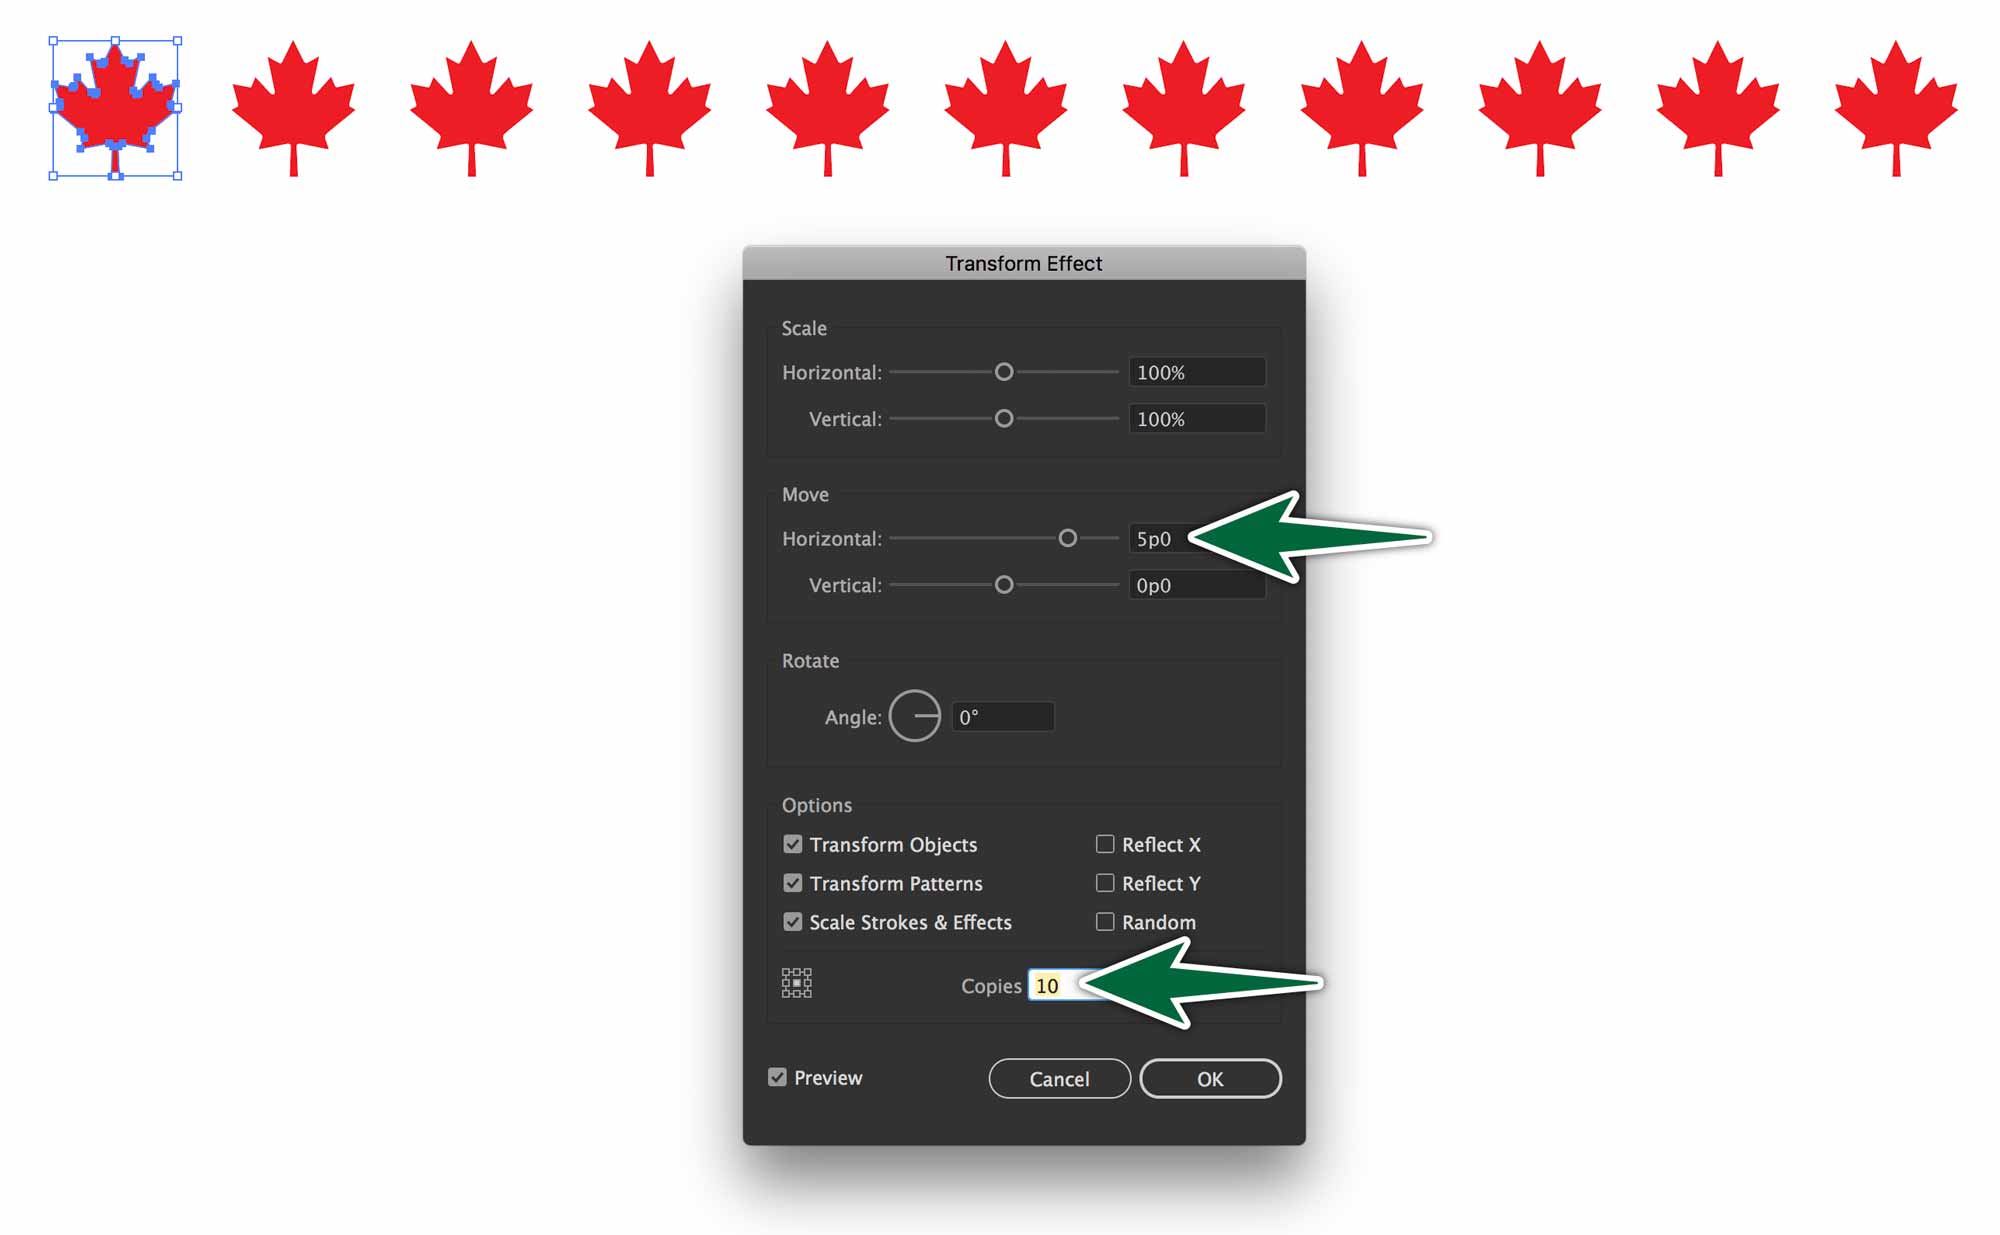 Transform Effect
Scale
Horizontal: 100%
Vertical: 100%
Move
Horizontal: 5p0
Vertical: 0p0
Rotate
Angle: 0°
Options
Transform Objects Reflect X
Transform Patterns Reflect Y
Scale Strokes & Effects Random
Copies 10
Preview Cancel OK